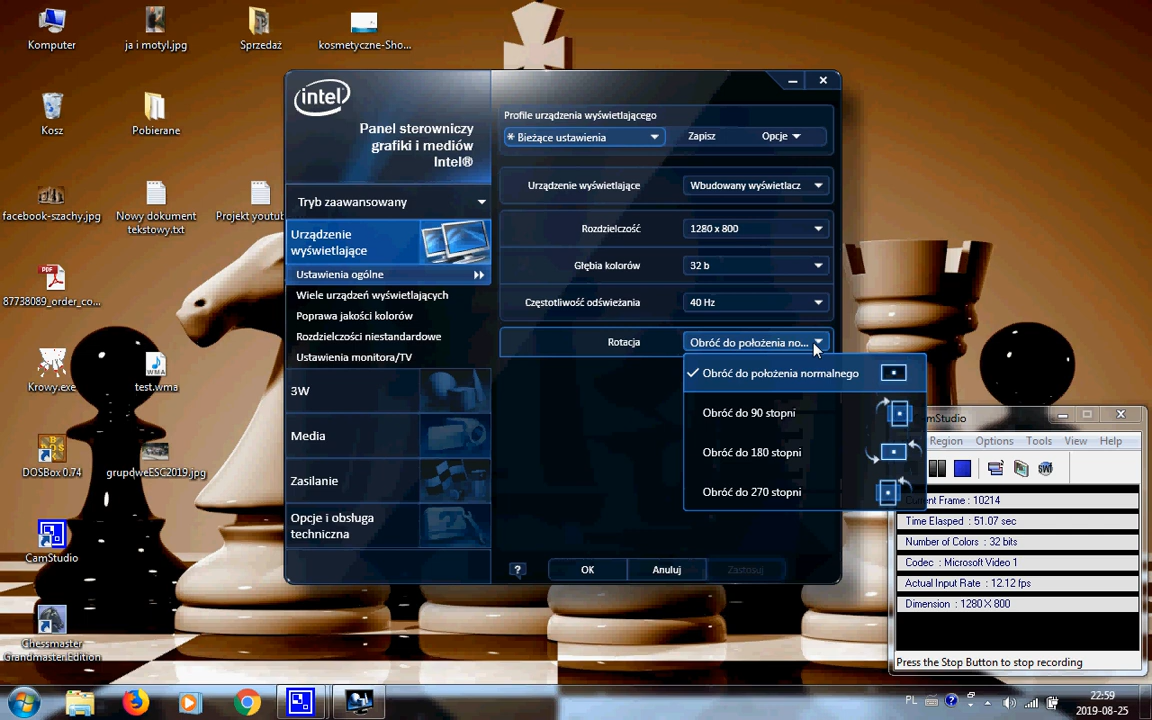 Komputer
ja i motyl.jpg
Sprzedaż
kosmetyczne-Sho...
Kosz
Pobierane
facebook-szachy.jpg
Nowy dokument
tekstowy.txt
Projekt youtub
87738089_order_co...
Krowy.exe
test.wma
DOSBox 0.74
grupoweESC2019.jpg
CamStudio
Chessmaster
Grandmaster Edition
intel
Panel sterowniczy
grafiki i mediów
Intel®
Tryb zaawansowany
Urządzenie
wyświetlające
Ustawienia ogólne
Wiele urządzeń wyświetlających
Poprawa jakości kolorów
Rozdzielczości niestandardowe
Ustawienia monitora/TV
3W
Media
Zasilanie
Opcje i obsługa
techniczna
Profile urządzenia wyświetlającego
* Bieżące ustawienia
Zapisz
Opcje
Urządzenie wyświetlające
Wbudowany wyświetlacz
Rozdzielczość
1280 x 800
Głębia kolorów
32 b
Częstotliwość odświeżania
40 Hz
Rotacja
Obróć do położenia no...
Obróć do położenia normalnego
Obróć do 90 stopni
Obróć do 180 stopni
Obróć do 270 stopni
?
OK
Anuluj
Zastosuj
CamStudio
Region Options Tools View Help
SWF
Current Frame : 10214
Time Elasped : 51.07 sec
Number of Colors : 32 bits
Codec : Microsoft Video 1
Actual Input Rate : 12.12 fps
Dimension : 1280 X 800
Press the Stop Button to stop recording
PL
22:59
2019-08-25